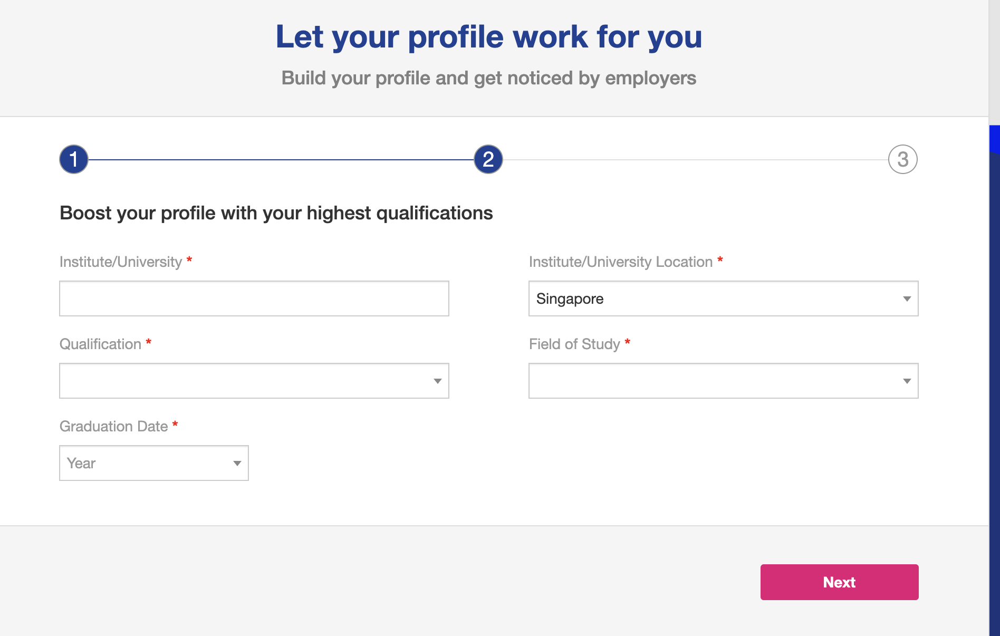 Let your profile work for you
Build your profile and get noticed by employers
1 2 3
Boost your profile with your highest qualifications
Institute/University *
Institute/University Location *
Singapore
Qualification *
Field of Study *
Graduation Date *
Year
Next